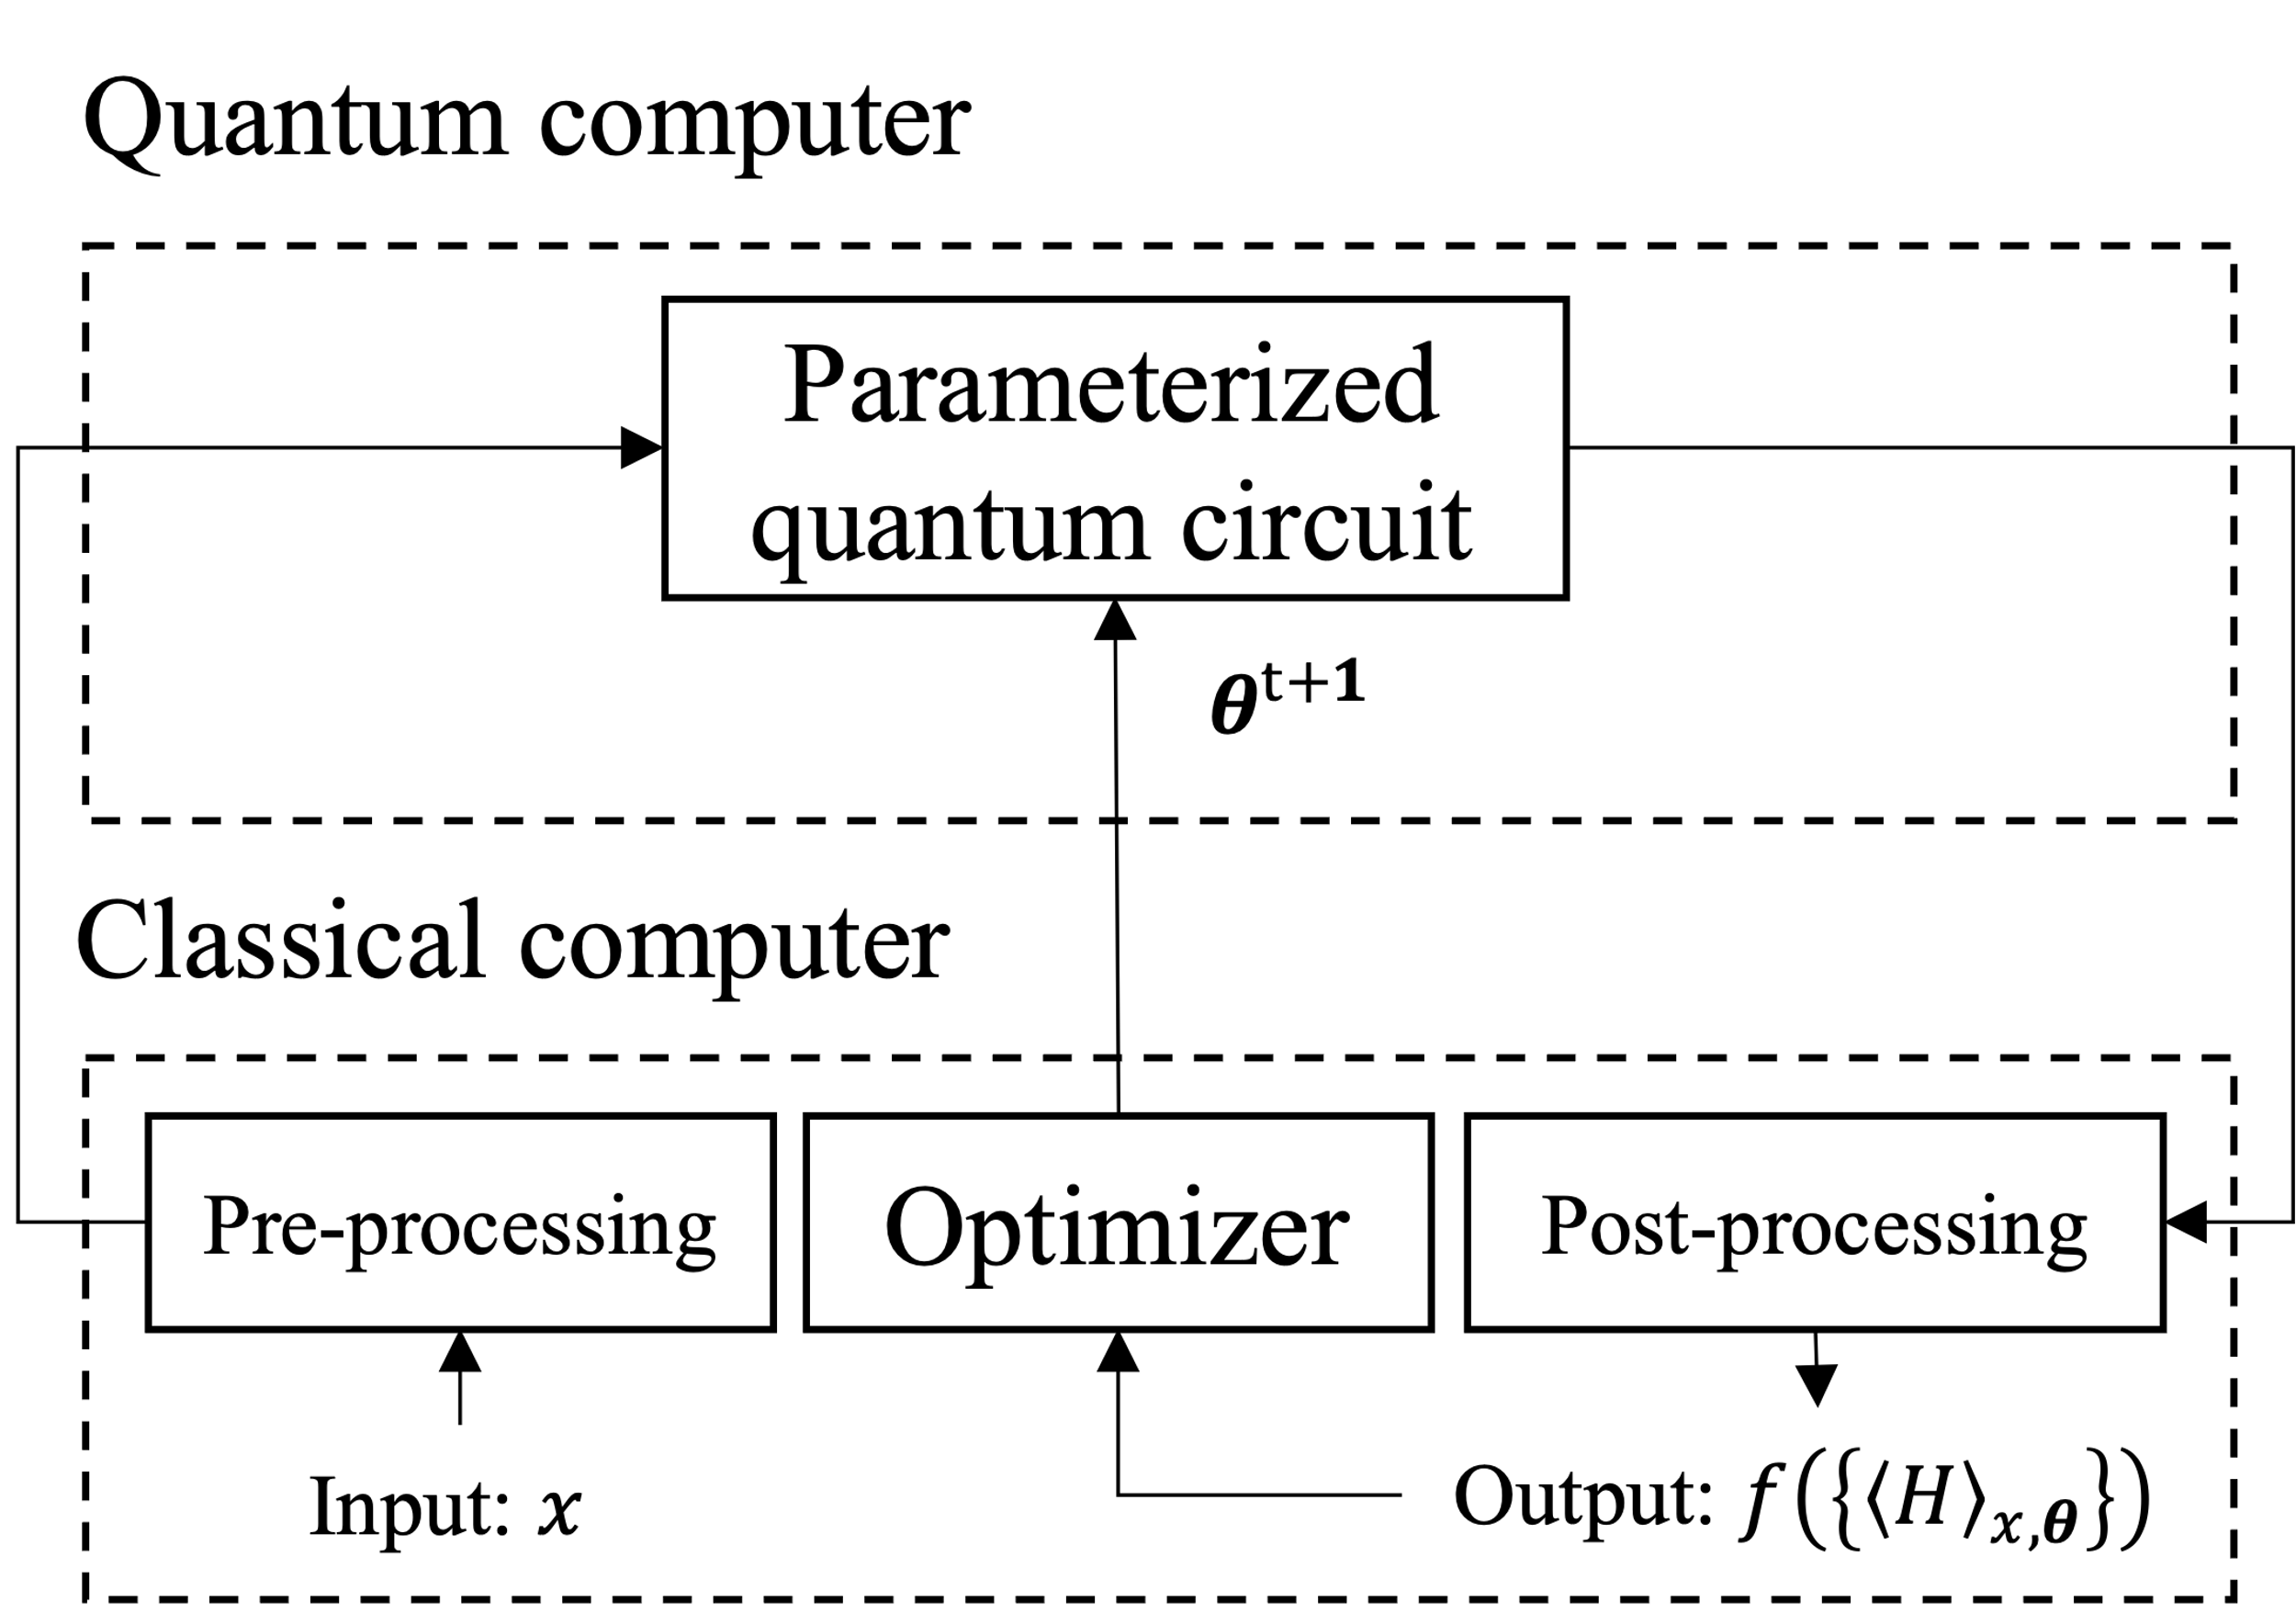 Quantum computer
Parameterized
quantum circuit
𝜽ᵗ⁺¹
Classical computer
Pre-processing
Optimizer
Post-processing
Input: 𝑥
Output: 𝑓({⟨𝐻⟩𝑥,𝜽})